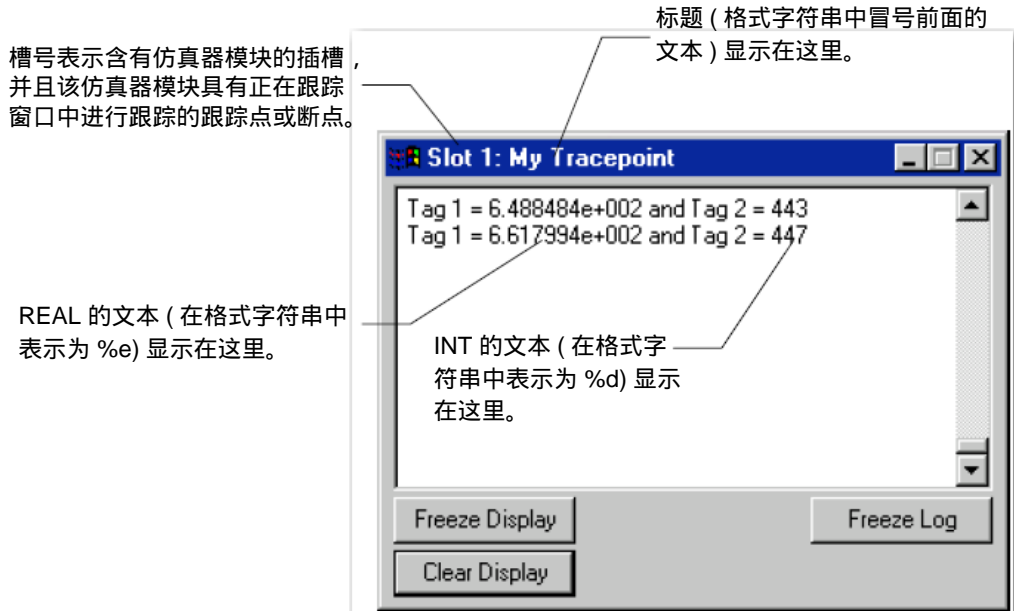 标题 ( 格式字符串中冒号前面的
文本 ) 显示在这里。
槽号表示含有仿真器模块的插槽，
并且该仿真器模块具有正在跟踪
窗口中进行跟踪的跟踪点或断点。
Slot 1: My Tracepoint
Tag 1 = 6.488484e+002 and Tag 2 = 443
Tag 1 = 6.617994e+002 and Tag 2 = 447
REAL 的文本 ( 在格式字符串中
表示为 %e) 显示在这里。
INT 的文本 ( 在格式字
符串中表示为 %d) 显示
在这里。
Freeze Display
Freeze Log
Clear Display